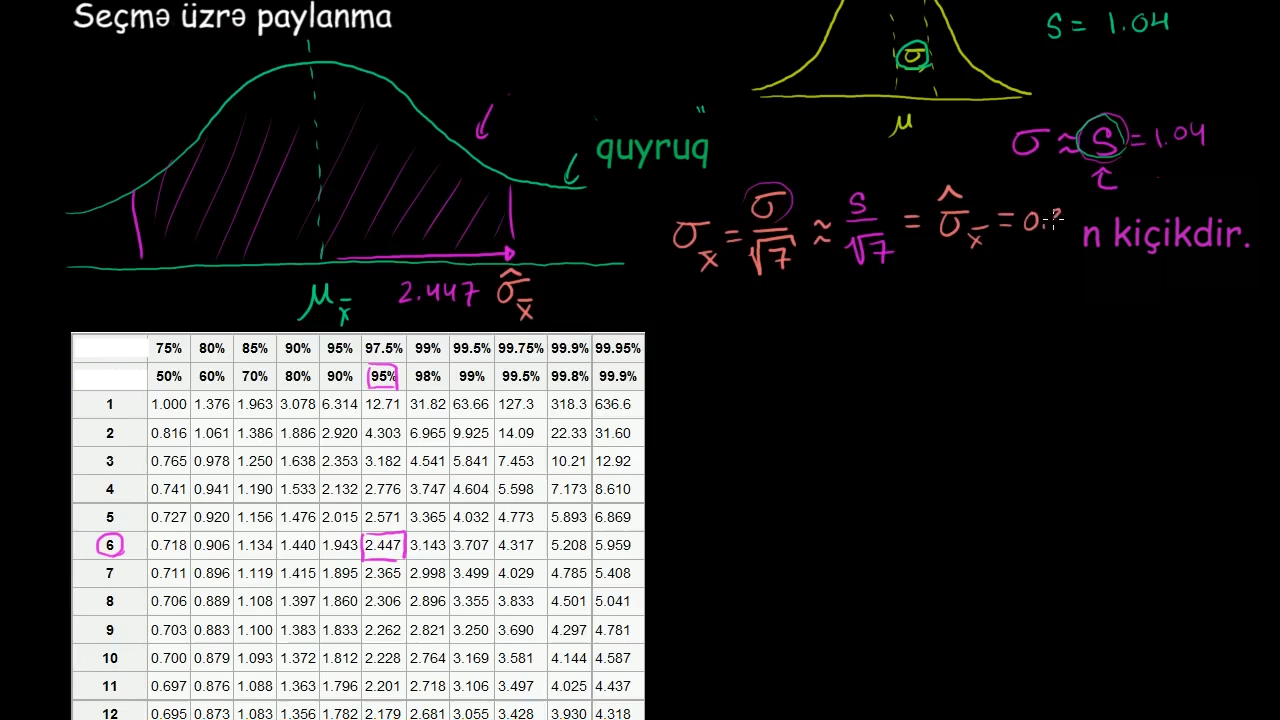 Seçmə üzrə paylanma
S = 1.04
σ
μ
quyruq"
σ ≈ S = 1.04
σx̄ = σ/√7 ≈ S/√7 = σ̂x̄ = 0.
n kiçikdir.
μx̄ 2.447 σ̂x̄
75% 80% 85% 90% 95% 97.5% 99% 99.5% 99.75% 99.9% 99.95%
50% 60% 70% 80% 90% 95% 98% 99% 99.5% 99.8% 99.9%
1 1.000 1.376 1.963 3.078 6.314 12.71 31.82 63.66 127.3 318.3 636.6
2 0.816 1.061 1.386 1.886 2.920 4.303 6.965 9.925 14.09 22.33 31.60
3 0.765 0.978 1.250 1.638 2.353 3.182 4.541 5.841 7.453 10.21 12.92
4 0.741 0.941 1.190 1.533 2.132 2.776 3.747 4.604 5.598 7.173 8.610
5 0.727 0.920 1.156 1.476 2.015 2.571 3.365 4.032 4.773 5.893 6.869
6 0.718 0.906 1.134 1.440 1.943 2.447 3.143 3.707 4.317 5.208 5.959
7 0.711 0.896 1.119 1.415 1.895 2.365 2.998 3.499 4.029 4.785 5.408
8 0.706 0.889 1.108 1.397 1.860 2.306 2.896 3.355 3.833 4.501 5.041
9 0.703 0.883 1.100 1.383 1.833 2.262 2.821 3.250 3.690 4.297 4.781
10 0.700 0.879 1.093 1.372 1.812 2.228 2.764 3.169 3.581 4.144 4.587
11 0.697 0.876 1.088 1.363 1.796 2.201 2.718 3.106 3.497 4.025 4.437
12 0.695 0.873 1.083 1.356 1.782 2.179 2.681 3.055 3.428 3.930 4.318